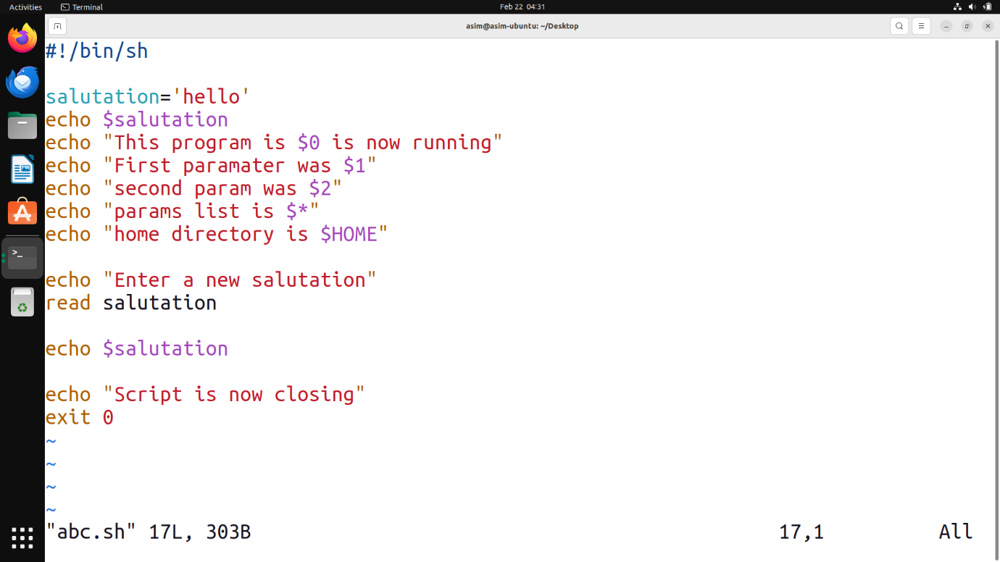 Activities Terminal Feb 22 04:31
asim@asim-ubuntu: ~/Desktop
#!/bin/sh
salutation='hello'
echo $salutation
echo "This program is $0 is now running"
echo "First paramater was $1"
echo "second param was $2"
echo "params list is $*"
echo "home directory is $HOME"
echo "Enter a new salutation"
read salutation
echo $salutation
echo "Script is now closing"
exit 0
~
~
~
~
"abc.sh" 17L, 303B 17,1 All